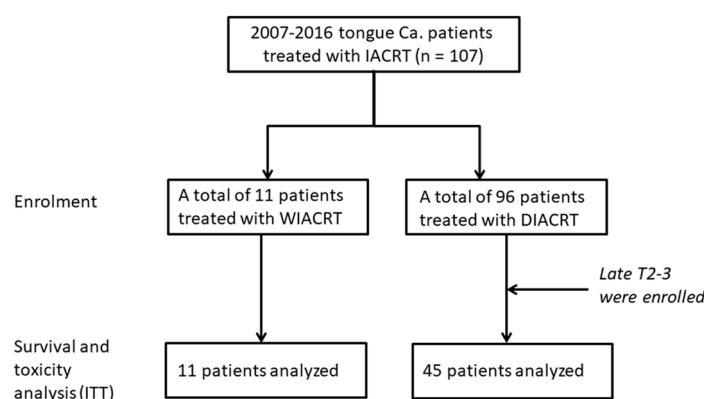 2007-2016 tongue Ca. patients
treated with IACRT (n = 107)
Enrolment
A total of 11 patients
treated with WIACRT
A total of 96 patients
treated with DIACRT
Late T2-3
were enrolled
Survival and
toxicity
analysis (ITT)
11 patients analyzed
45 patients analyzed